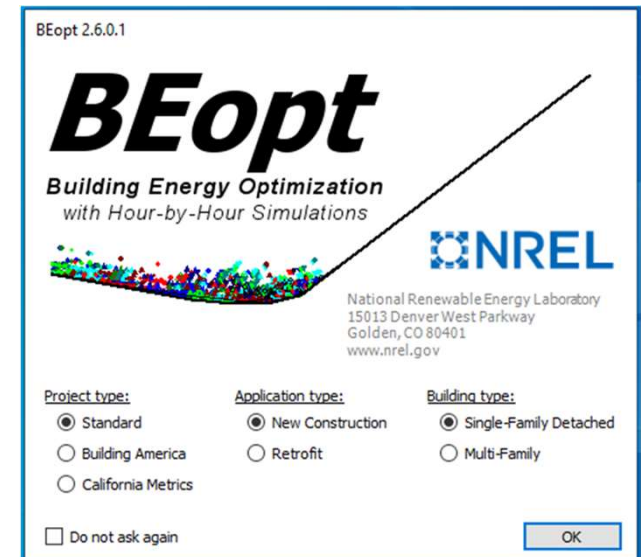 BEopt 2.6.0.1
BEopt
Building Energy Optimization
with Hour-by-Hour Simulations
NREL
National Renewable Energy Laboratory
15013 Denver West Parkway
Golden, CO 80401
www.nrel.gov
Project type: Application type: Building type:
Standard New Construction Single-Family Detached
Building America Retrofit Multi-Family
California Metrics
Do not ask again OK